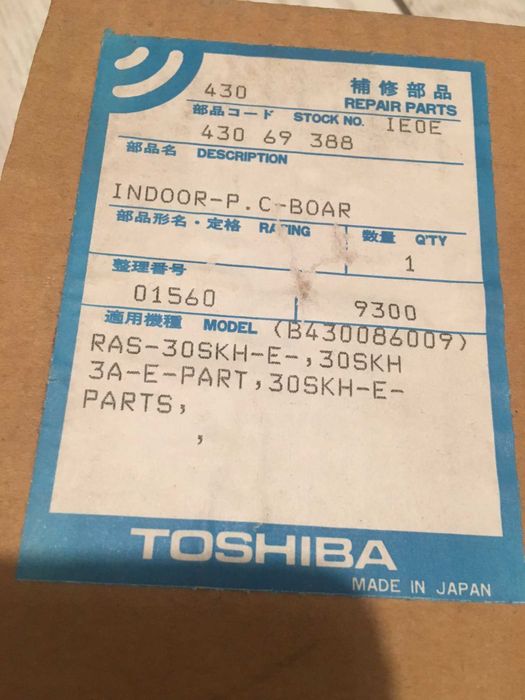 430 補修部品
REPAIR PARTS
部品コード STOCK NO. IE0E
430 69 388
部品名 DESCRIPTION
INDOOR-P.C-BOAR
部品形名・定格 RATING 数量 Q'TY
1
整理番号
01560 9300
適用機種 MODEL (B430086009)
RAS-30SKH-E-,30SKH
3A-E-PART,30SKH-E-
PARTS,
,
TOSHIBA
MADE IN JAPAN